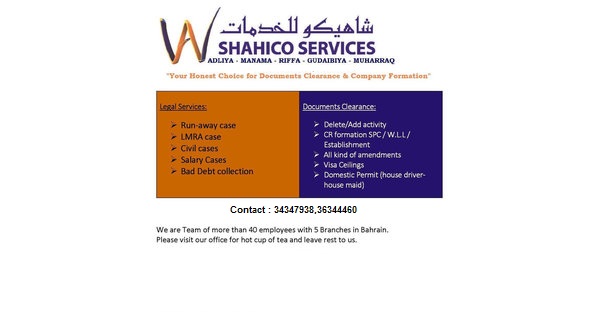 شاهيكو للخدمات
SHAHICO SERVICES
ADLIYA - MANAMA - RIFFA - GUDAIBIYA - MUHARRAQ
"Your Honest Choice for Documents Clearance & Company Formation"
Legal Services:
➢ Run-away case
➢ LMRA case
➢ Civil cases
➢ Salary Cases
➢ Bad Debt collection
Documents Clearance:
➢ Delete/Add activity
➢ CR formation SPC / W.L.L /
Establishment
➢ All kind of amendments
➢ Visa Ceilings
➢ Domestic Permit (house driver-
house maid)
Contact : 34347938,36344460
We are Team of more than 40 employees with 5 Branches in Bahrain.
Please visit our office for hot cup of tea and leave rest to us.